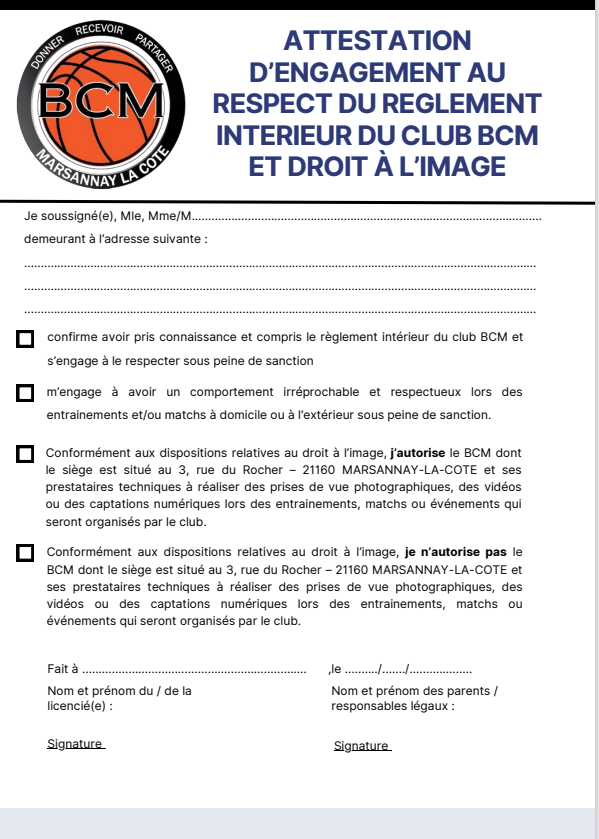 DONNER RECEVOIR PARTAGER
BCM
MARSANNAY LA COTE
ATTESTATION
D'ENGAGEMENT AU
RESPECT DU REGLEMENT
INTERIEUR DU CLUB BCM
ET DROIT À L'IMAGE
Je soussigné(e), Mle, Mme/M..........................................................................................................
demeurant à l'adresse suivante :
...........................................................................................................................................................
...........................................................................................................................................................
...........................................................................................................................................................
confirme avoir pris connaissance et compris le règlement intérieur du club BCM et
s'engage à le respecter sous peine de sanction
m'engage à avoir un comportement irréprochable et respectueux lors des
entrainements et/ou matchs à domicile ou à l'extérieur sous peine de sanction.
Conformément aux dispositions relatives au droit à l'image, j'autorise le BCM dont
le siège est situé au 3, rue du Rocher – 21160 MARSANNAY-LA-COTE et ses
prestataires techniques à réaliser des prises de vue photographiques, des vidéos
ou des captations numériques lors des entrainements, matchs ou événements qui
seront organisés par le club.
Conformément aux dispositions relatives au droit à l'image, je n'autorise pas le
BCM dont le siège est situé au 3, rue du Rocher – 21160 MARSANNAY-LA-COTE et
ses prestataires techniques à réaliser des prises de vue photographiques, des
vidéos ou des captations numériques lors des entrainements, matchs ou
événements qui seront organisés par le club.
Fait à .................................................................... ,le ........../......./...................
Nom et prénom du / de la
licencié(e) :
Nom et prénom des parents /
responsables légaux :
Signature
Signature